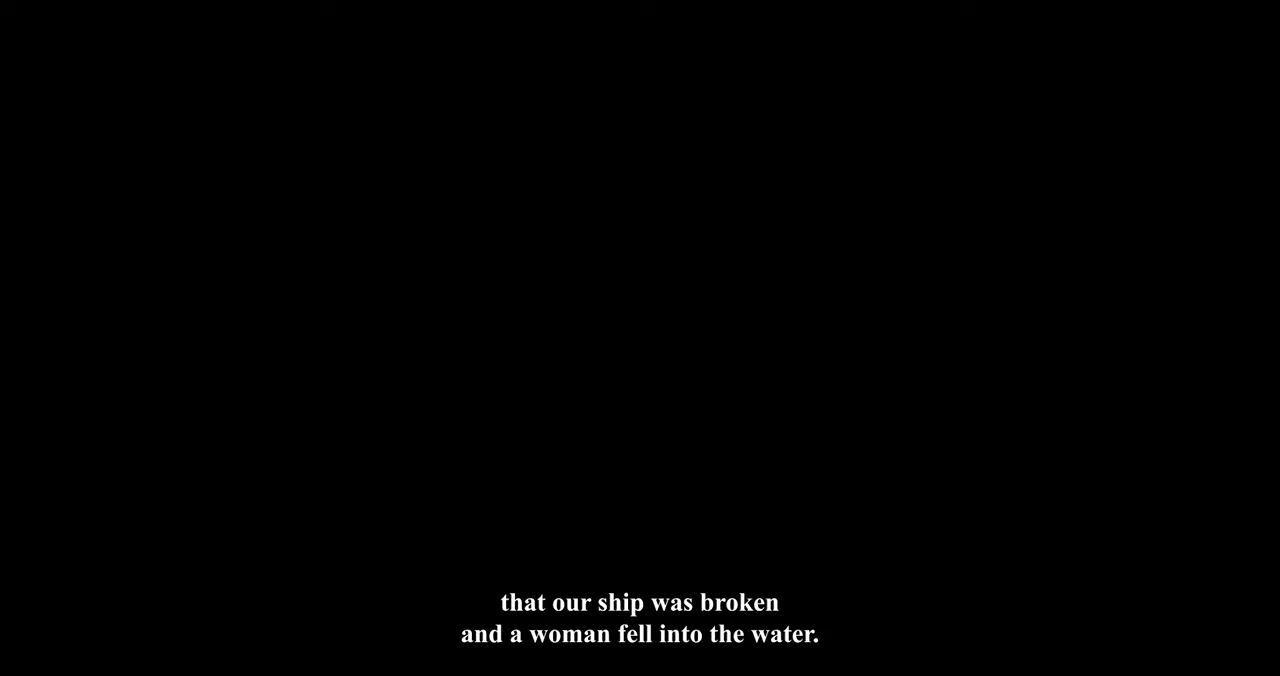 that our ship was broken
and a woman fell into the water.